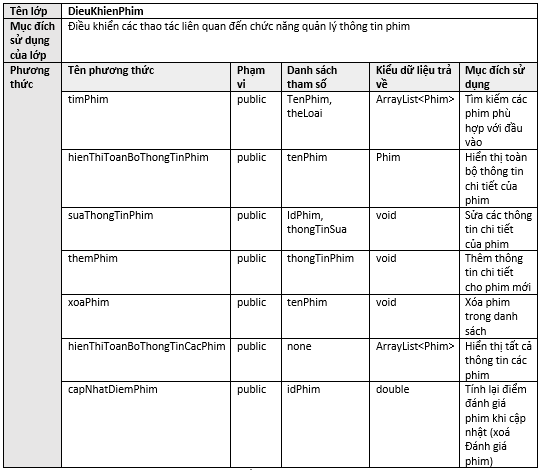 Tên lớp DieuKhienPhim
Mục đích sử dụng của lớp Điều khiển các thao tác liên quan đến chức năng quản lý thông tin phim
Phương thức Tên phương thức Phạm vi Danh sách tham số Kiểu dữ liệu trả về Mục đích sử dụng
timPhim public TenPhim, theLoai ArrayList<Phim> Tìm kiếm các phim phù hợp với đầu vào
hienThiToanBoThongTinPhim public tenPhim Phim Hiển thị toàn bộ thông tin chi tiết của phim
suaThongTinPhim public IdPhim, thongTinSua void Sửa các thông tin chi tiết của phim
themPhim public thongTinPhim void Thêm thông tin chi tiết cho phim mới
xoaPhim public tenPhim void Xóa phim trong danh sách
hienThiToanBoThongTinCacPhim public none ArrayList<Phim> Hiển thị tất cả thông tin các phim
capNhatDiemPhim public idPhim double Tính lại điểm đánh giá phim khi cập nhật (xoá Đánh giá phim)